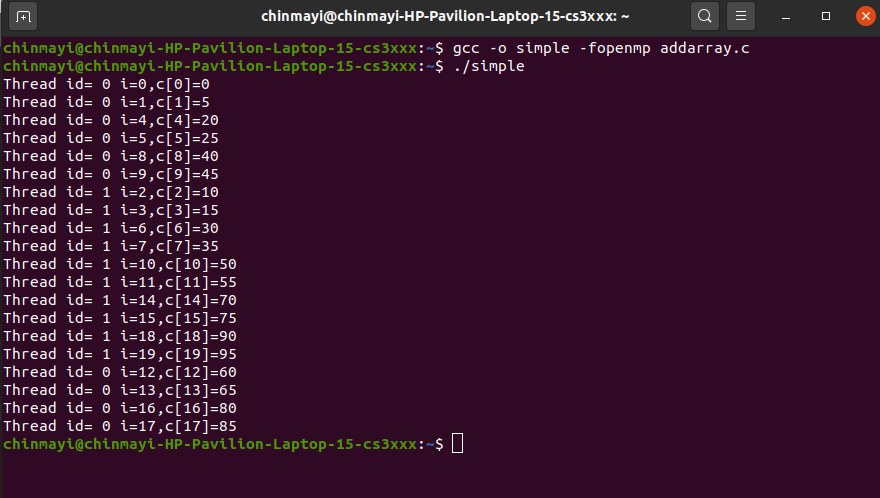 chinmayi@chinmayi-HP-Pavilion-Laptop-15-cs3xxx: ~
chinmayi@chinmayi-HP-Pavilion-Laptop-15-cs3xxx:~$ gcc -o simple -fopenmp addarray.c
chinmayi@chinmayi-HP-Pavilion-Laptop-15-cs3xxx:~$ ./simple
Thread id= 0 i=0,c[0]=0
Thread id= 0 i=1,c[1]=5
Thread id= 0 i=4,c[4]=20
Thread id= 0 i=5,c[5]=25
Thread id= 0 i=8,c[8]=40
Thread id= 0 i=9,c[9]=45
Thread id= 1 i=2,c[2]=10
Thread id= 1 i=3,c[3]=15
Thread id= 1 i=6,c[6]=30
Thread id= 1 i=7,c[7]=35
Thread id= 1 i=10,c[10]=50
Thread id= 1 i=11,c[11]=55
Thread id= 1 i=14,c[14]=70
Thread id= 1 i=15,c[15]=75
Thread id= 1 i=18,c[18]=90
Thread id= 1 i=19,c[19]=95
Thread id= 0 i=12,c[12]=60
Thread id= 0 i=13,c[13]=65
Thread id= 0 i=16,c[16]=80
Thread id= 0 i=17,c[17]=85
chinmayi@chinmayi-HP-Pavilion-Laptop-15-cs3xxx:~$